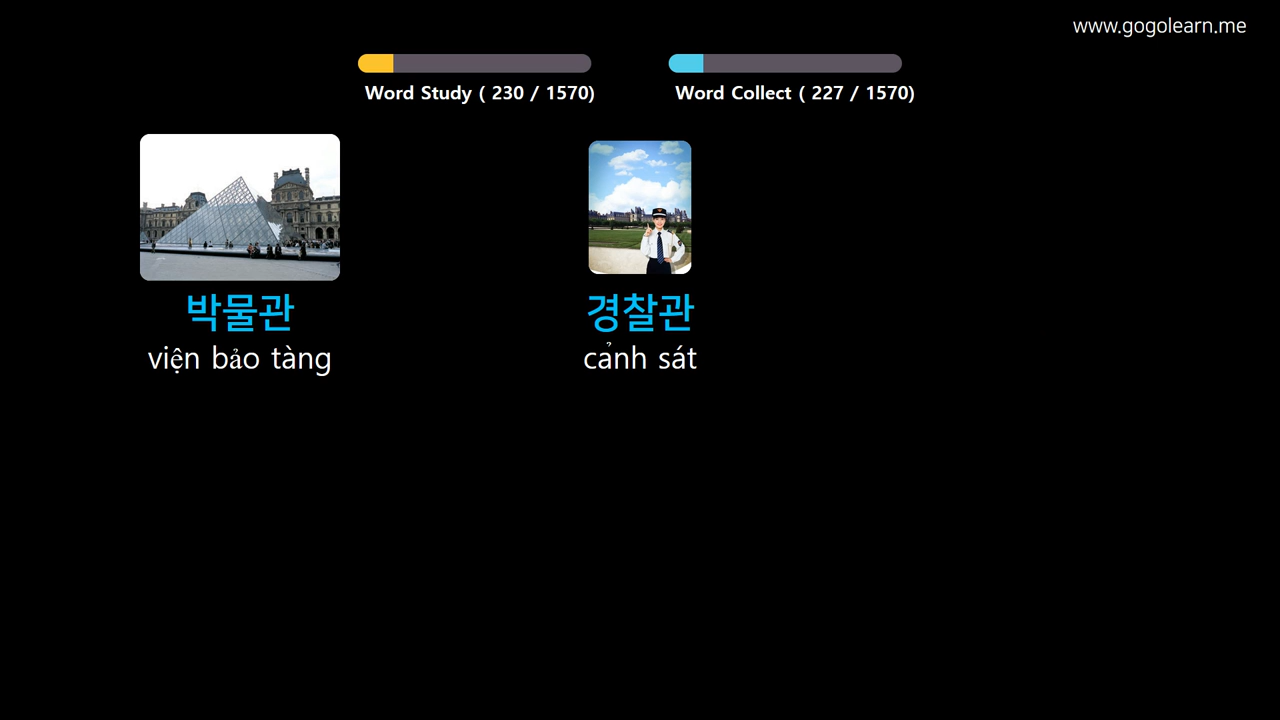 www.gogolearn.me
Word Study ( 230 / 1570)
Word Collect ( 227 / 1570)
박물관
viện bảo tàng
경찰관
cảnh sát